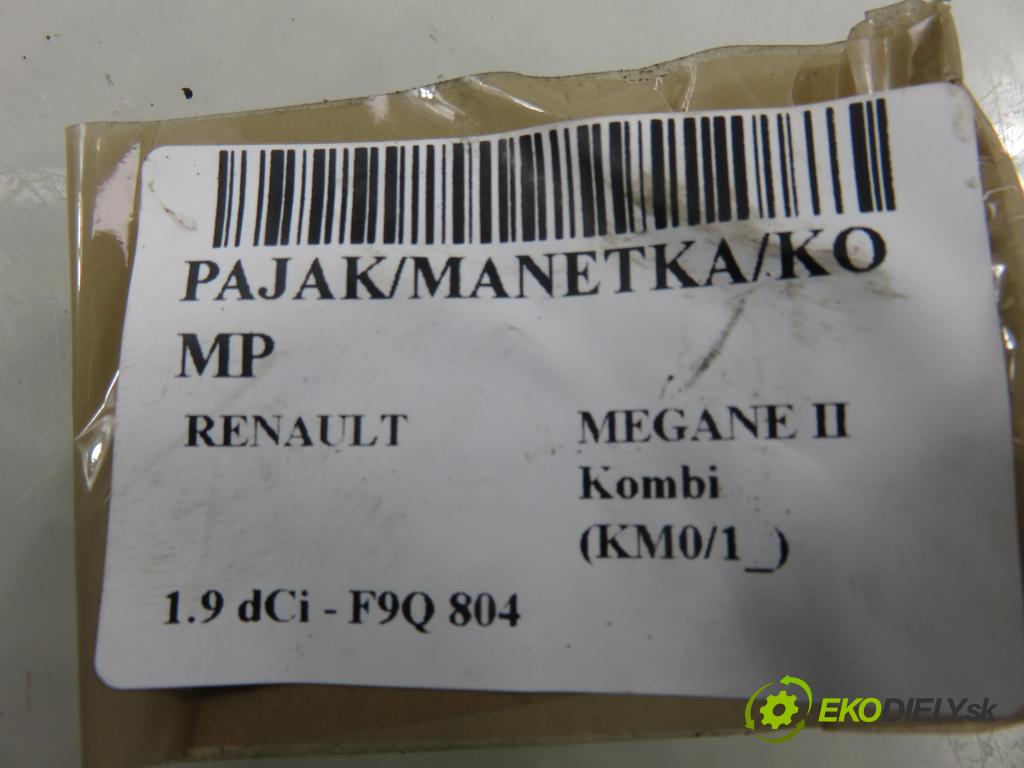 PAJAK/MANETKA/KO
MP
RENAULT MEGANE II
Kombi
(KM0/1_)
1.9 dCi - F9Q 804
EKODIELY.sk